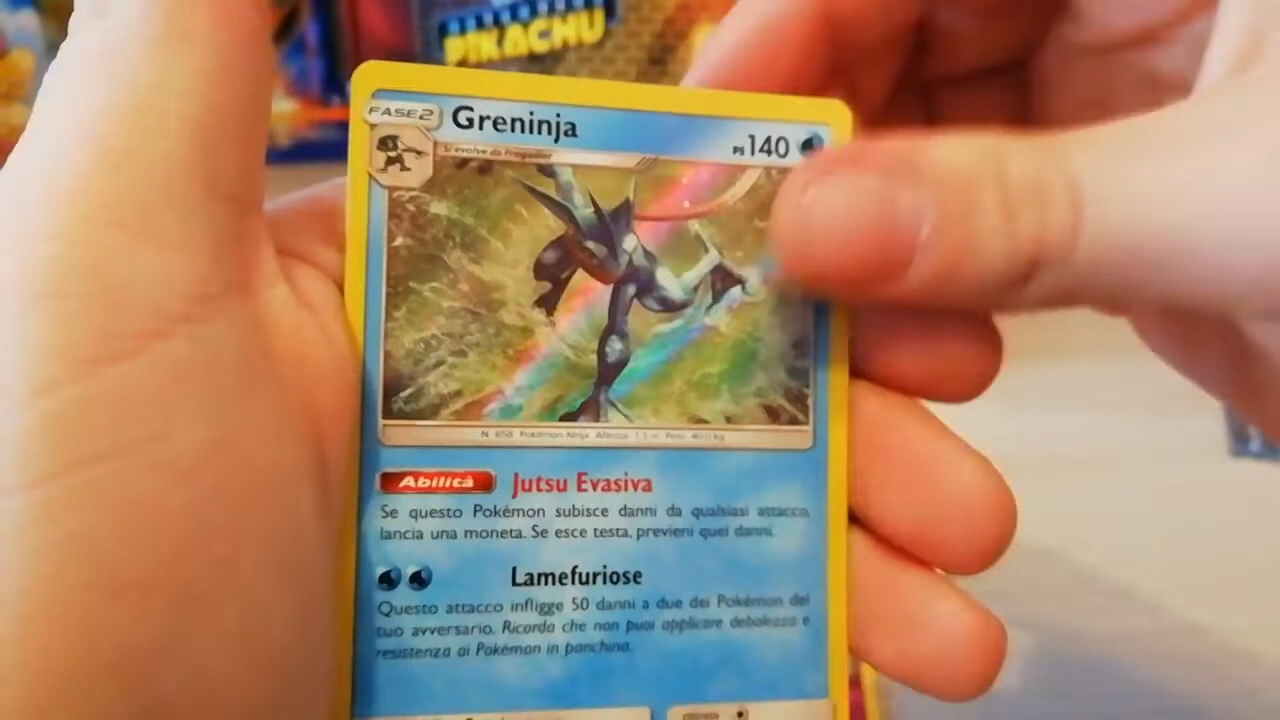 PIKACHU
FASE2
Greninja
PS 140
Si evolve da Frogadier
N. 658 Pokémon Ninja Altezza 1,5 m Peso 40,0 kg
Abilità Jutsu Evasiva
Se questo Pokémon subisce danni da qualsiasi attacco,
lancia una moneta. Se esce testa, previeni quei danni.
Lamefuriose
Questo attacco infligge 50 danni a due dei Pokémon del
tuo avversario. Ricorda che non puoi applicare debolezza e
resistenza ai Pokémon in panchina.